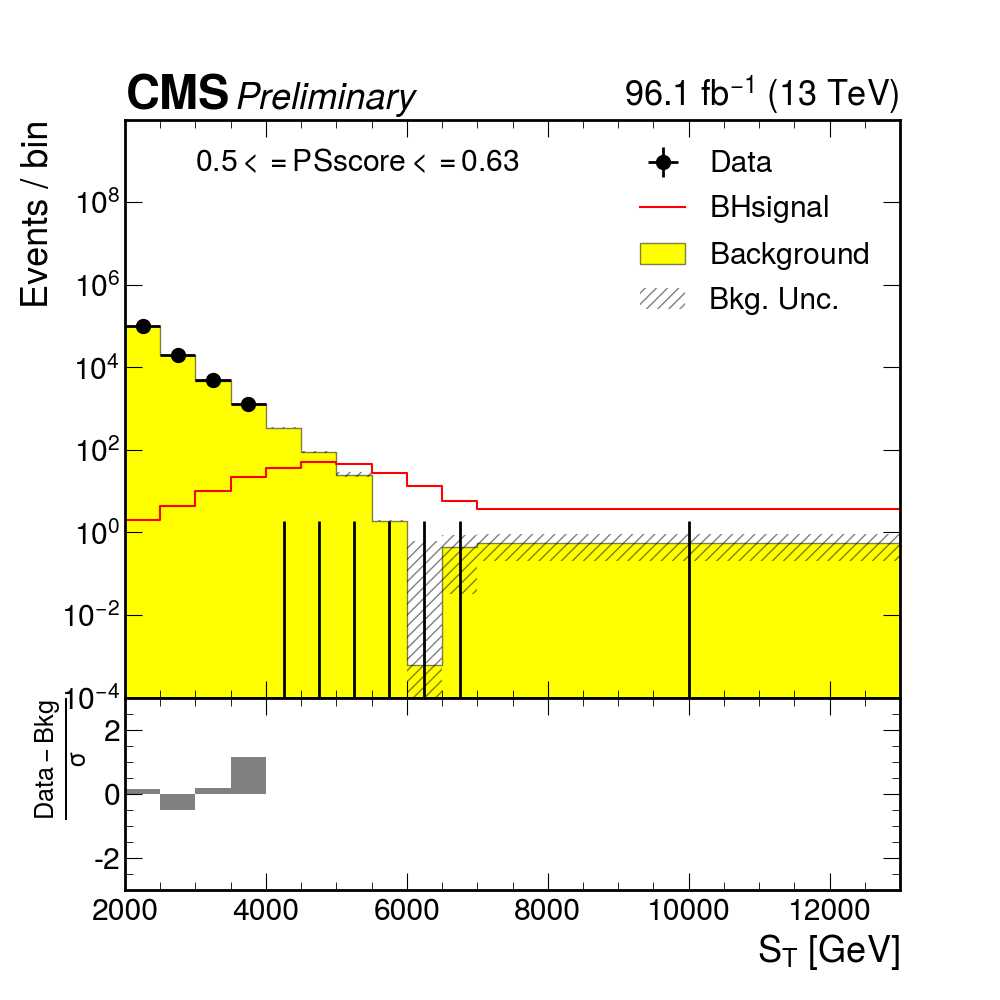 CMS Preliminary 96.1 fb⁻¹ (13 TeV)
Events / bin
0.5 < = PSscore < = 0.63
Data
BHsignal
Background
Bkg. Unc.
10⁸
10⁶
10⁴
10²
10⁰
10⁻²
10⁻⁴
Data – Bkg
σ
2
0
-2
2000 4000 6000 8000 10000 12000
S_T [GeV]